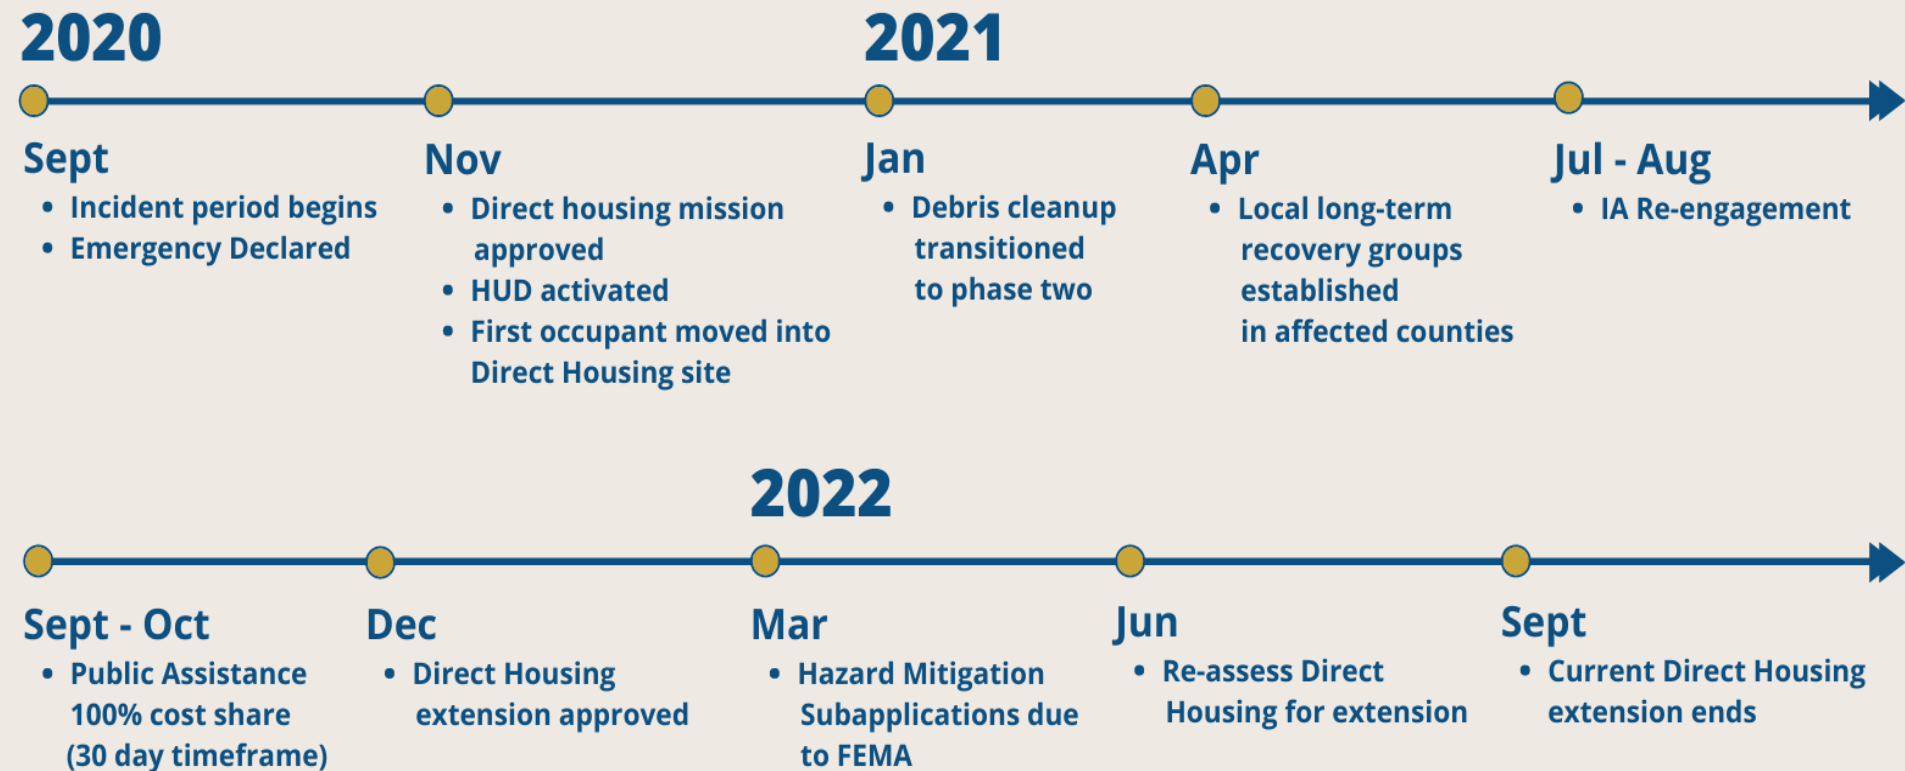 2020
2021
Sept
• Incident period begins
• Emergency Declared
Nov
• Direct housing mission
approved
• HUD activated
• First occupant moved into
Direct Housing site
Jan
• Debris cleanup
transitioned
to phase two
Apr
• Local long-term
recovery groups
established
in affected counties
Jul - Aug
• IA Re-engagement
2022
Sept - Oct
• Public Assistance
100% cost share
(30 day timeframe)
Dec
• Direct Housing
extension approved
Mar
• Hazard Mitigation
Subapplications due
to FEMA
Jun
• Re-assess Direct
Housing for extension
Sept
• Current Direct Housing
extension ends